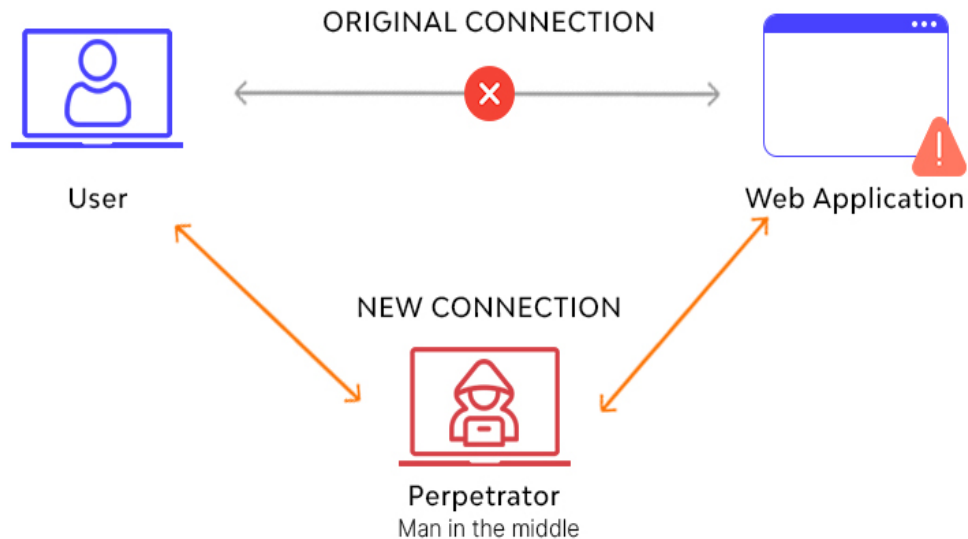 ORIGINAL CONNECTION
User
Web Application
NEW CONNECTION
Perpetrator
Man in the middle